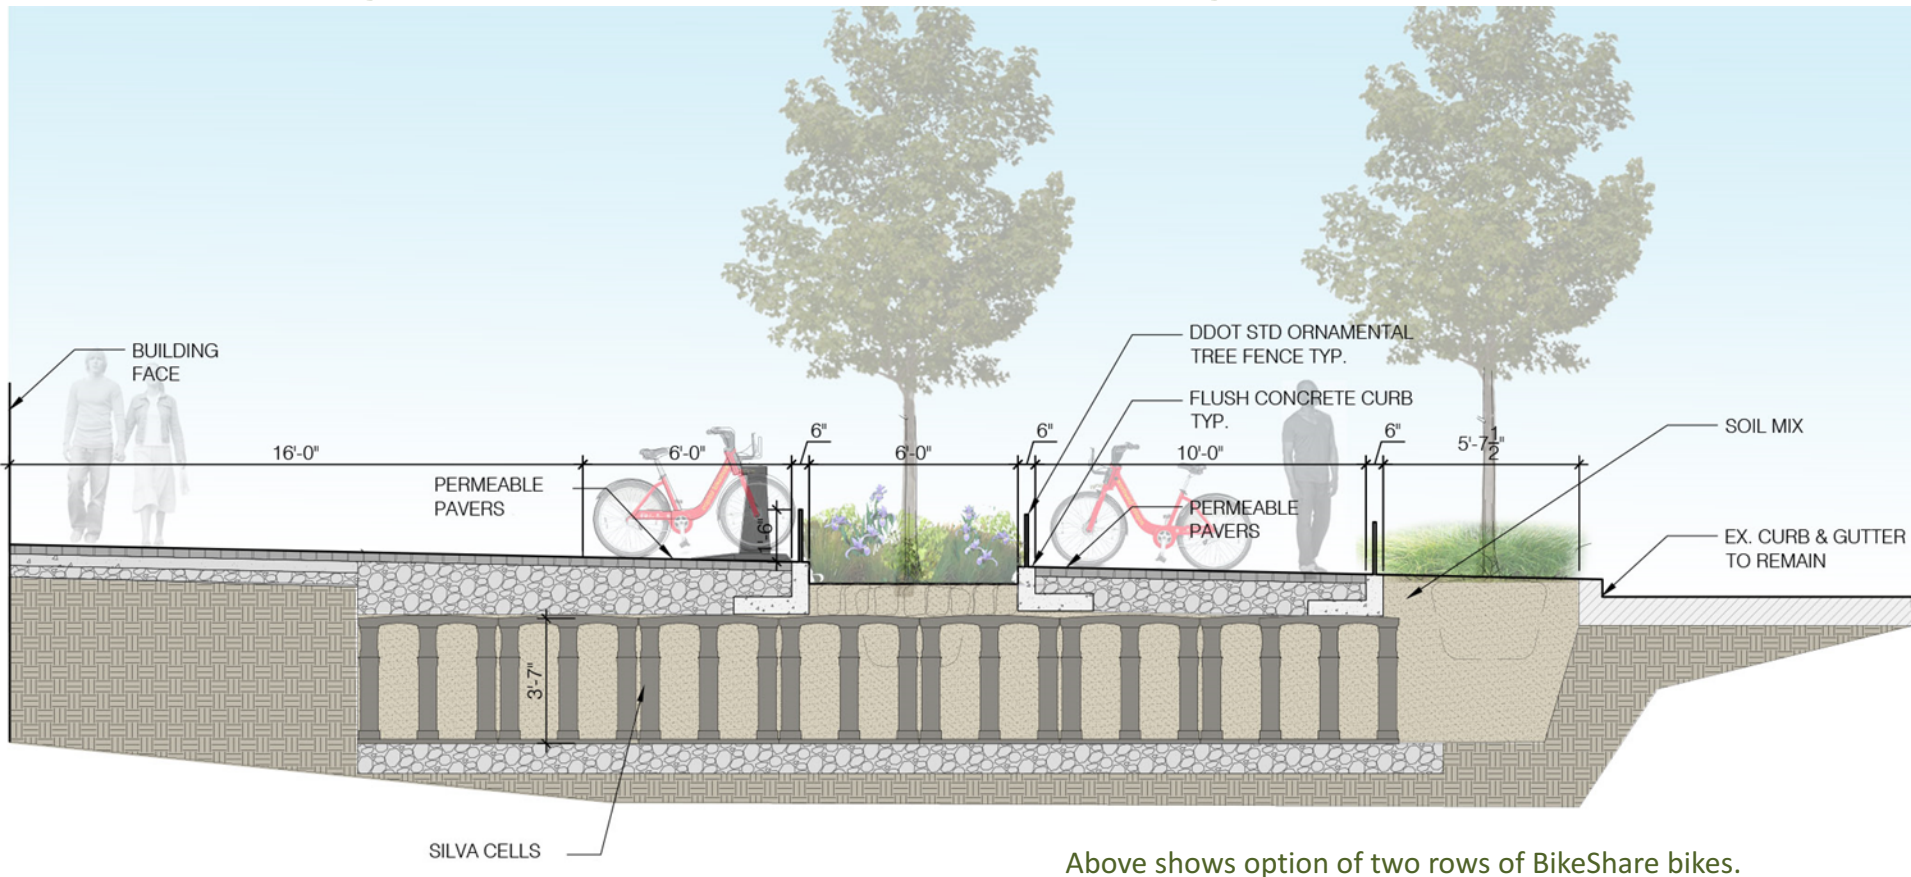 BUILDING
FACE
DDOT STD ORNAMENTAL
TREE FENCE TYP.
FLUSH CONCRETE CURB
TYP.
SOIL MIX
16'-0"
6'-0"
6"
6'-0"
6"
10'-0"
6"
5'-7 1/2"
PERMEABLE
PAVERS
1'-6"
PERMEABLE
PAVERS
EX. CURB & GUTTER
TO REMAIN
3'-7"
SILVA CELLS
Above shows option of two rows of BikeShare bikes.